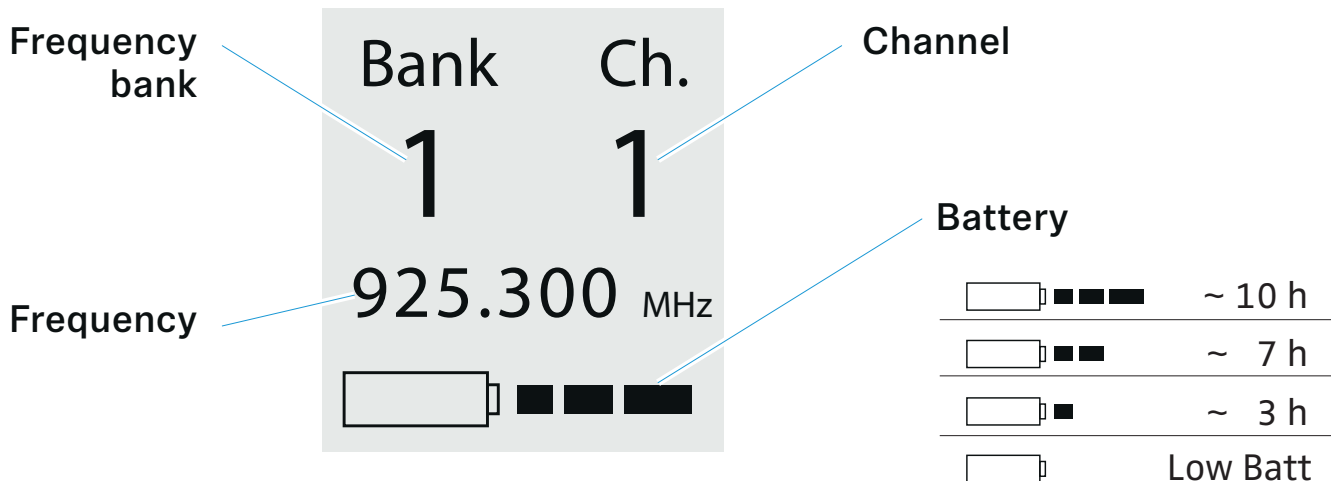 Frequency
bank
Bank Ch.
Channel
1 1
Battery
Frequency
925.300 MHz
~ 10 h
~ 7 h
~ 3 h
Low Batt